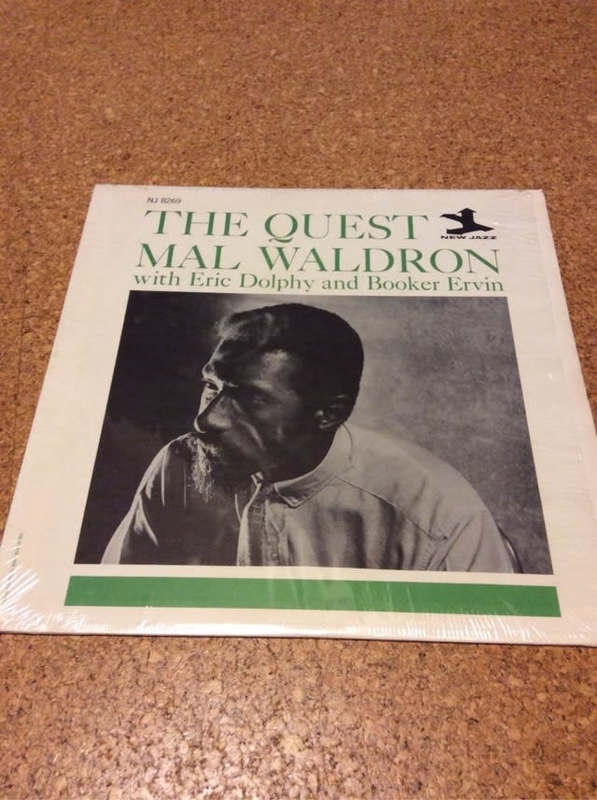 NJ 8269
THE QUEST
NEW JAZZ
MAL WALDRON
with Eric Dolphy and Booker Ervin